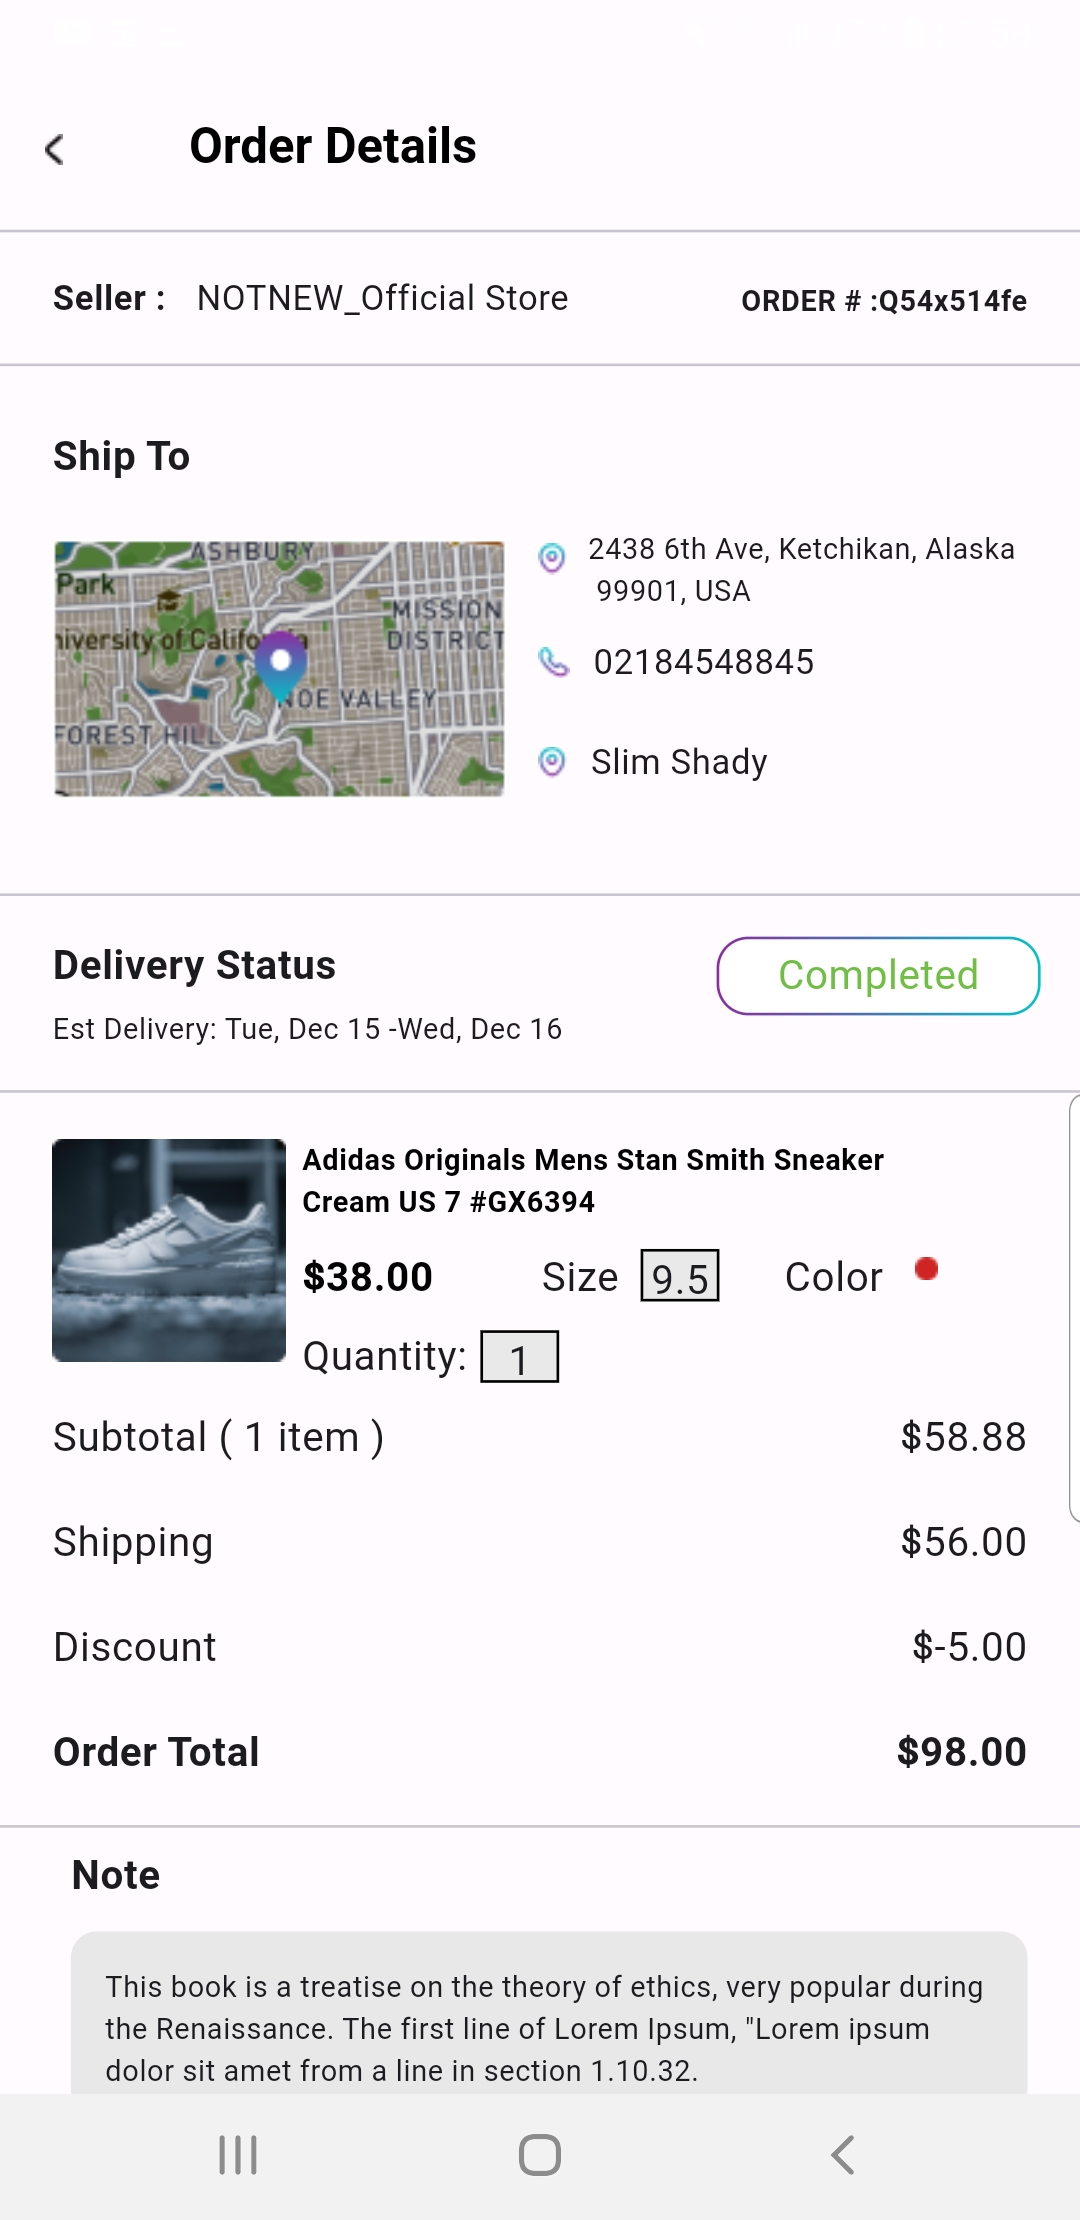 Order Details
Seller : NOTNEW_Official Store ORDER # :Q54x514fe
Ship To
ASHBURY
Park
MISSION
DISTRICT
niversity of California
NOE VALLEY
FOREST HILL
2438 6th Ave, Ketchikan, Alaska
99901, USA
02184548845
Slim Shady
Delivery Status
Completed
Est Delivery: Tue, Dec 15 -Wed, Dec 16
Adidas Originals Mens Stan Smith Sneaker
Cream US 7 #GX6394
$38.00 Size 9.5 Color
Quantity: 1
Subtotal ( 1 item ) $58.88
Shipping $56.00
Discount $-5.00
Order Total $98.00
Note
This book is a treatise on the theory of ethics, very popular during
the Renaissance. The first line of Lorem Ipsum, "Lorem ipsum
dolor sit amet from a line in section 1.10.32.